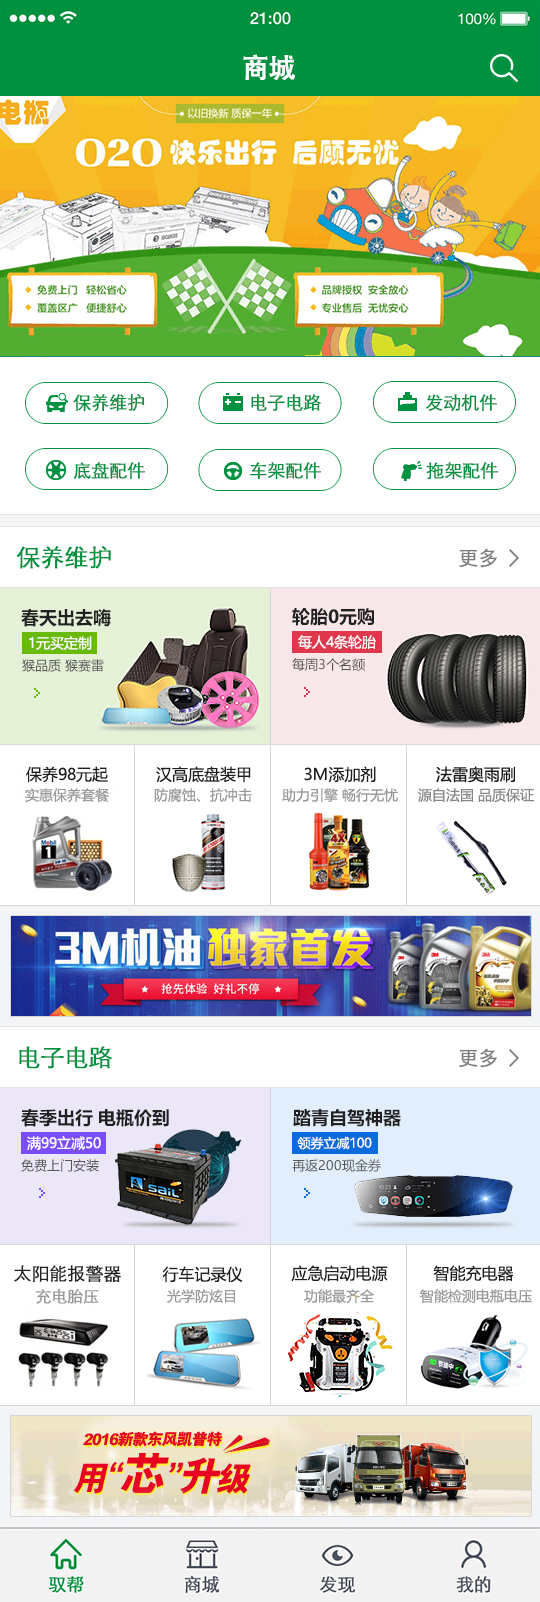 21:00
100%
商城
电瓶
以旧换新 质保一年
O2O 快乐出行 后顾无忧
免费上门 轻松省心
覆盖区广 便捷舒心
品牌授权 安全放心
专业售后 无忧安心
保养维护
电子电路
发动机件
底盘配件
车架配件
拖架配件
保养维护
更多
春天出去嗨
1元买定制
猴品质 猴赛雷
轮胎0元购
每人4条轮胎
每周3个名额
保养98元起
实惠保养套餐
汉高底盘装甲
防腐蚀、抗冲击
3M添加剂
助力引擎 畅行无忧
法雷奥雨刷
源自法国 品质保证
Mobil
1
4X
3M机油 独家首发
抢先体验 好礼不停
3M
3M
3M
电子电路
更多
春季出行 电瓶价到
满99立减50
免费上门安装
SAIL
踏青自驾神器
领券立减100
再返200现金券
太阳能报警器
充电胎压
行车记录仪
光学防炫目
应急启动电源
功能最齐全
智能充电器
智能检测电瓶电压
节油中
2016新款东风凯普特
用“芯”升级
驭帮
商城
发现
我的